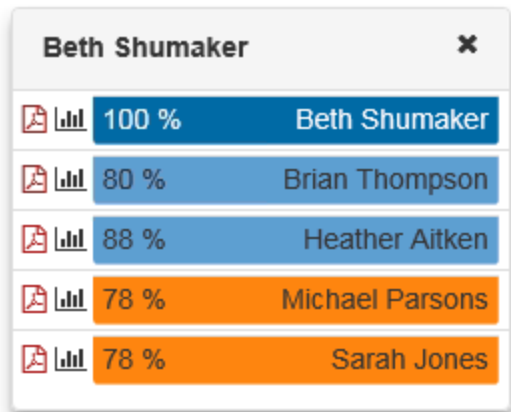 Beth Shumaker
100 % Beth Shumaker
80 % Brian Thompson
88 % Heather Aitken
78 % Michael Parsons
78 % Sarah Jones